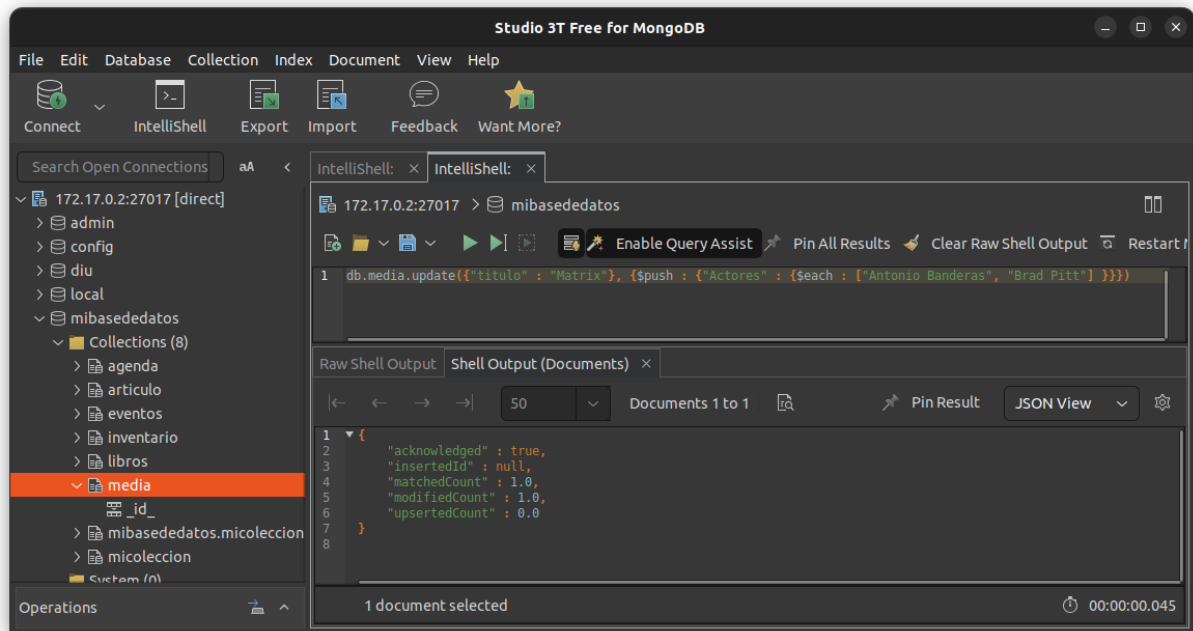 Studio 3T Free for MongoDB
File Edit Database Collection Index Document View Help
Connect IntelliShell Export Import Feedback Want More?
Search Open Connections aA
IntelliShell: × IntelliShell: ×
172.17.0.2:27017 [direct]
admin
config
diu
local
mibasededatos
Collections (8)
agenda
articulo
eventos
inventario
libros
media
_id_
mibasededatos.micoleccion
micoleccion
System (0)
Operations
172.17.0.2:27017 > mibasededatos
Enable Query Assist Pin All Results Clear Raw Shell Output Restart
1 db.media.update({"titulo" : "Matrix"}, {$push : {"Actores" : {$each : ["Antonio Banderas", "Brad Pitt"] }}})
Raw Shell Output Shell Output (Documents) ×
50 Documents 1 to 1 Pin Result JSON View
1 {
2 "acknowledged" : true,
3 "insertedId" : null,
4 "matchedCount" : 1.0,
5 "modifiedCount" : 1.0,
6 "upsertedCount" : 0.0
7 }
8
1 document selected 00:00:00.045